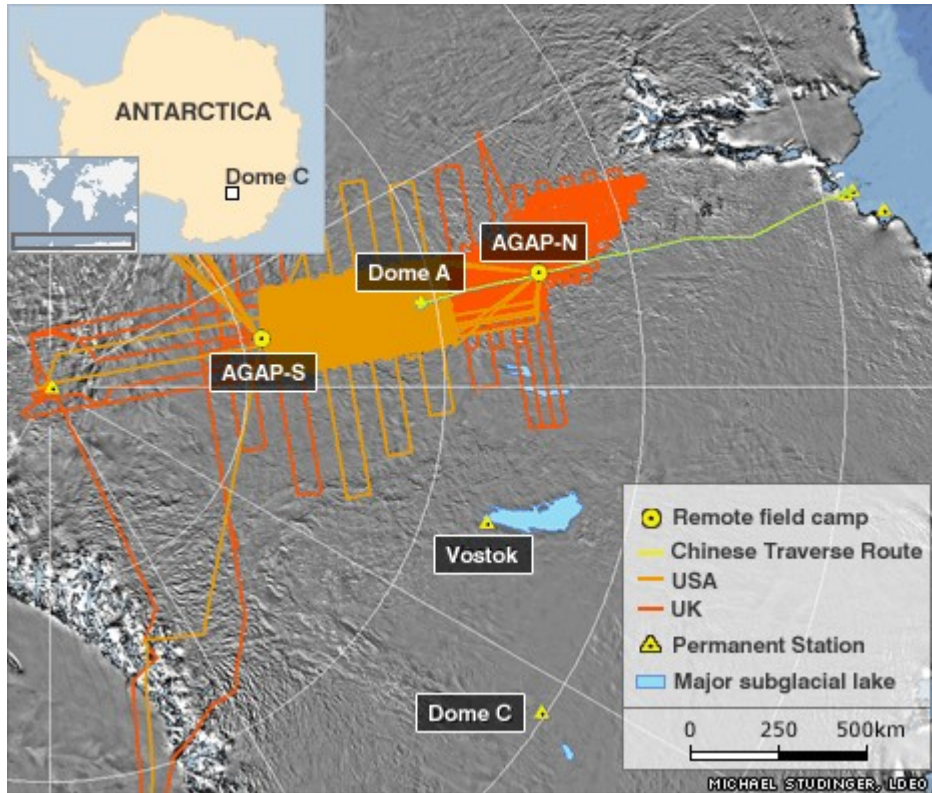 ANTARCTICA
Dome C
AGAP-N
Dome A
AGAP-S
Vostok
Dome C
Remote field camp
Chinese Traverse Route
USA
UK
Permanent Station
Major subglacial lake
0 250 500km
MICHAEL STUDINGER, LDEO